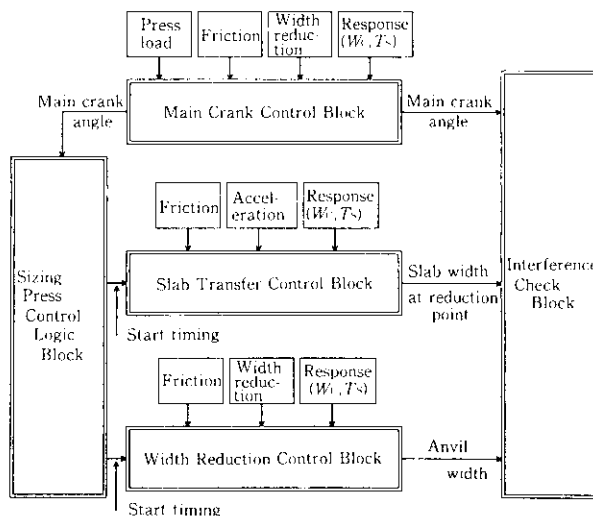 Press
load
Friction
Width
reduc-
tion
Response
(Wc, Ts)
Main crank
angle
Main Crank Control Block
Main crank
angle
Friction
Accel-
eration
Response
(Wc, Ts)
Sizing
Press
Control
Logic
Block
Slab Transfer Control Block
Slab width
at reduction
point
Interference
Check
Block
Start timing
Friction
Width
reduc-
tion
Response
(Wc, Ts)
Width Reduction Control Block
Anvil
width
Start timing